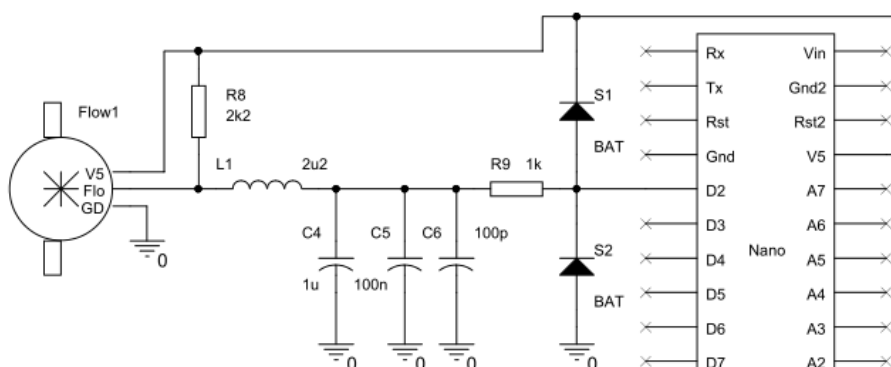 Rx Vin
R8 S1
Flow1 2k2 Tx Gnd2
Rst Rst2
BAT
L1 2u2 R9 1k Gnd V5
V5
Flo D2 A7
GD
C4 C5 C6 100p D3 A6
0 S2 Nano
D4 A5
1u 100n
BAT D5 A4
D6 A3
0 0 0 0 D7 A2